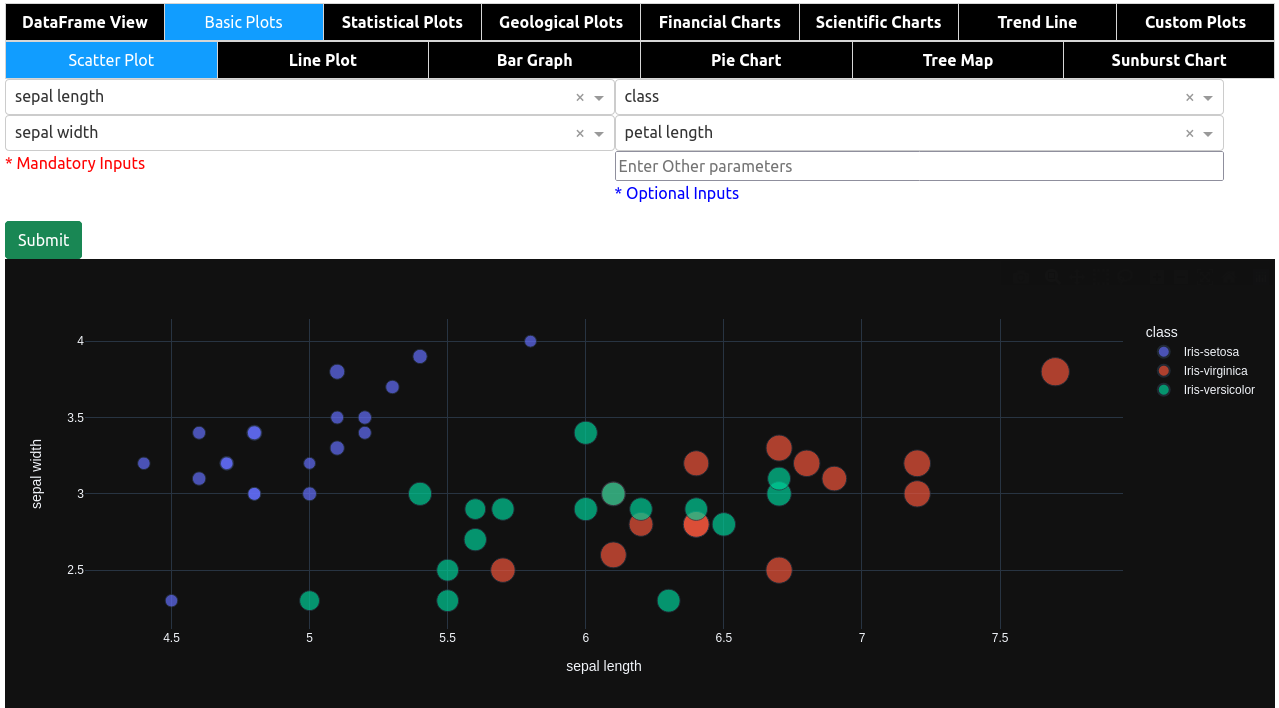 DataFrame View Basic Plots Statistical Plots Geological Plots Financial Charts Scientific Charts Trend Line Custom Plots
Scatter Plot Line Plot Bar Graph Pie Chart Tree Map Sunburst Chart
sepal length × class ×
sepal width × petal length ×
* Mandatory Inputs
Enter Other parameters
* Optional Inputs
Submit
class
Iris-setosa
Iris-virginica
Iris-versicolor
4
3.5
3
2.5
sepal width
4.5 5 5.5 6 6.5 7 7.5
sepal length